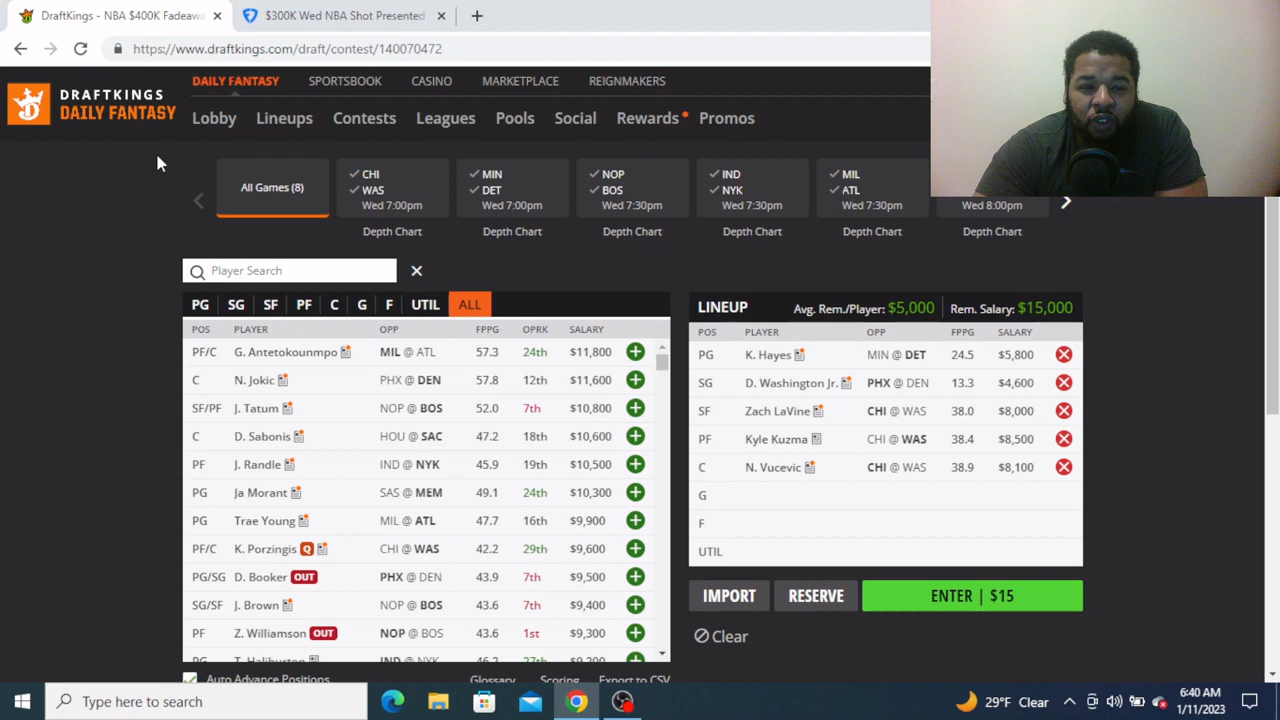 DraftKings - NBA $400K Fadeawa
$300K Wed NBA Shot Presented
https://www.draftkings.com/draft/contest/140070472
DRAFTKINGS
DAILY FANTASY
DAILY FANTASY SPORTSBOOK CASINO MARKETPLACE REIGNMAKERS
Lobby Lineups Contests Leagues Pools Social Rewards Promos
All Games (8)
CHI
WAS
Wed 7:00pm
Depth Chart
MIN
DET
Wed 7:00pm
Depth Chart
NOP
BOS
Wed 7:30pm
Depth Chart
IND
NYK
Wed 7:30pm
Depth Chart
MIL
ATL
Wed 7:30pm
Depth Chart
Wed 8:00pm
Depth Chart
Player Search
PG SG SF PF C G F UTIL ALL
POS PLAYER OPP FPPG OPRK SALARY
PF/C G. Antetokounmpo MIL @ ATL 57.3 24th $11,800
C N. Jokic PHX @ DEN 57.8 12th $11,600
SF/PF J. Tatum NOP @ BOS 52.0 7th $10,800
C D. Sabonis HOU @ SAC 47.2 18th $10,600
PF J. Randle IND @ NYK 45.9 19th $10,500
PG Ja Morant SAS @ MEM 49.1 24th $10,300
PG Trae Young MIL @ ATL 47.7 16th $9,900
PF/C K. Porzingis Q CHI @ WAS 42.2 29th $9,600
PG/SG D. Booker OUT PHX @ DEN 43.9 7th $9,500
SG/SF J. Brown NOP @ BOS 43.6 7th $9,400
PF Z. Williamson OUT NOP @ BOS 43.6 1st $9,300
PG T. Haliburton IND @ NYK 46.2 27th $9,200
Auto Advance Positions Glossary Scoring Export to CSV
LINEUP Avg. Rem./Player: $5,000 Rem. Salary: $15,000
POS PLAYER OPP FPPG SALARY
PG K. Hayes MIN @ DET 24.5 $5,800
SG D. Washington Jr. PHX @ DEN 13.3 $4,600
SF Zach LaVine CHI @ WAS 38.0 $8,000
PF Kyle Kuzma CHI @ WAS 38.4 $8,500
C N. Vucevic CHI @ WAS 38.9 $8,100
G
F
UTIL
IMPORT RESERVE ENTER | $15
Clear
Type here to search
29°F Clear
6:40 AM
1/11/2023